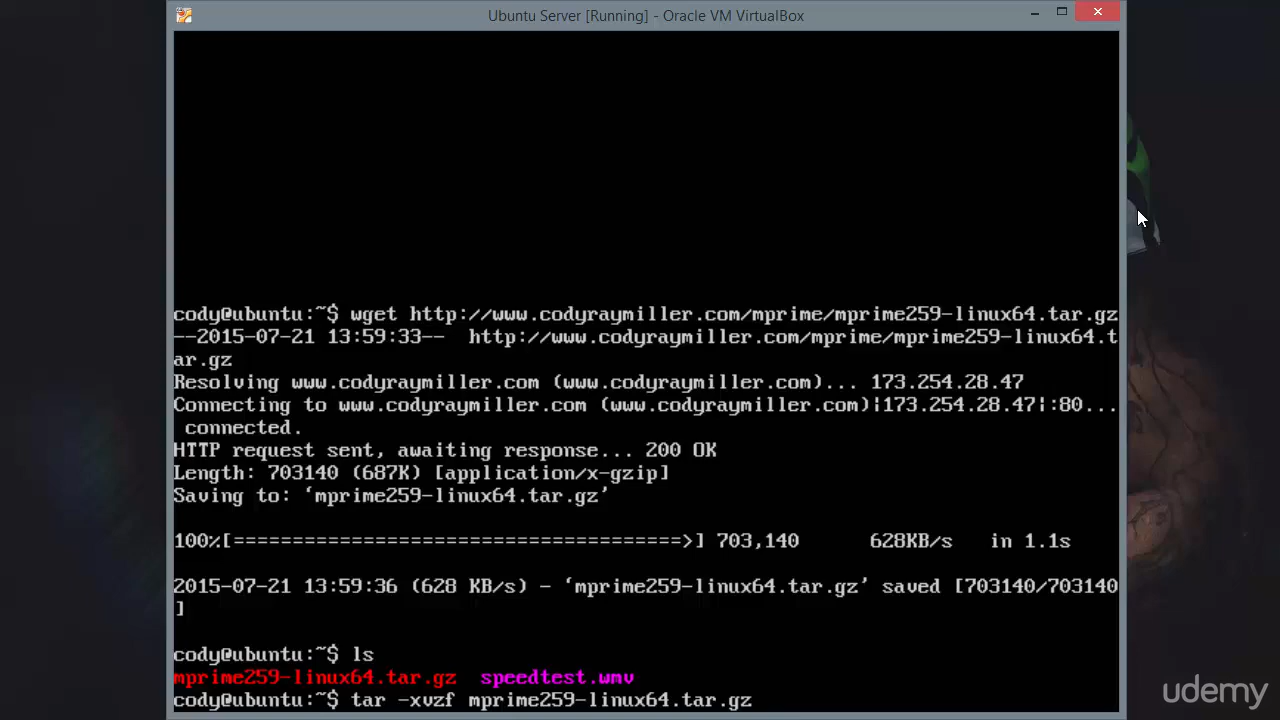 Ubuntu Server [Running] - Oracle VM VirtualBox
cody@ubuntu:~$ wget http://www.codyraymiller.com/mprime/mprime259-linux64.tar.gz
--2015-07-21 13:59:33--  http://www.codyraymiller.com/mprime/mprime259-linux64.t
ar.gz
Resolving www.codyraymiller.com (www.codyraymiller.com)... 173.254.28.47
Connecting to www.codyraymiller.com (www.codyraymiller.com)|173.254.28.47|:80...
 connected.
HTTP request sent, awaiting response... 200 OK
Length: 703140 (687K) [application/x-gzip]
Saving to: ‘mprime259-linux64.tar.gz’
100%[======================================>] 703,140      628KB/s   in 1.1s
2015-07-21 13:59:36 (628 KB/s) - ‘mprime259-linux64.tar.gz’ saved [703140/703140
]
cody@ubuntu:~$ ls
mprime259-linux64.tar.gz  speedtest.wmv
cody@ubuntu:~$ tar -xvzf mprime259-linux64.tar.gz
udemy